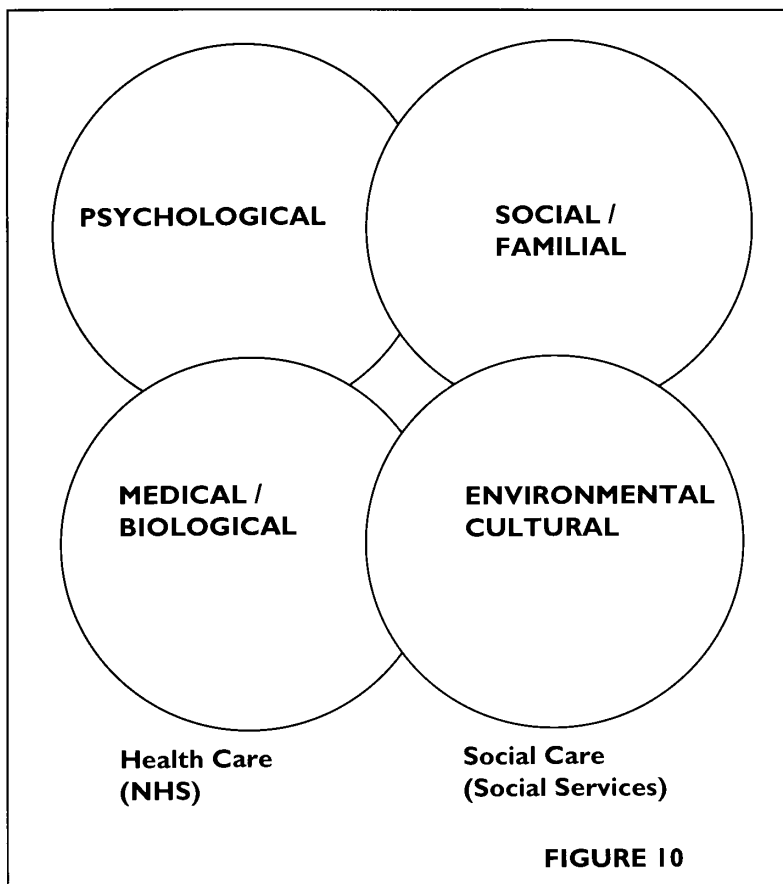 PSYCHOLOGICAL
SOCIAL /
FAMILIAL
MEDICAL /
BIOLOGICAL
ENVIRONMENTAL
CULTURAL
Health Care
(NHS)
Social Care
(Social Services)
FIGURE 10